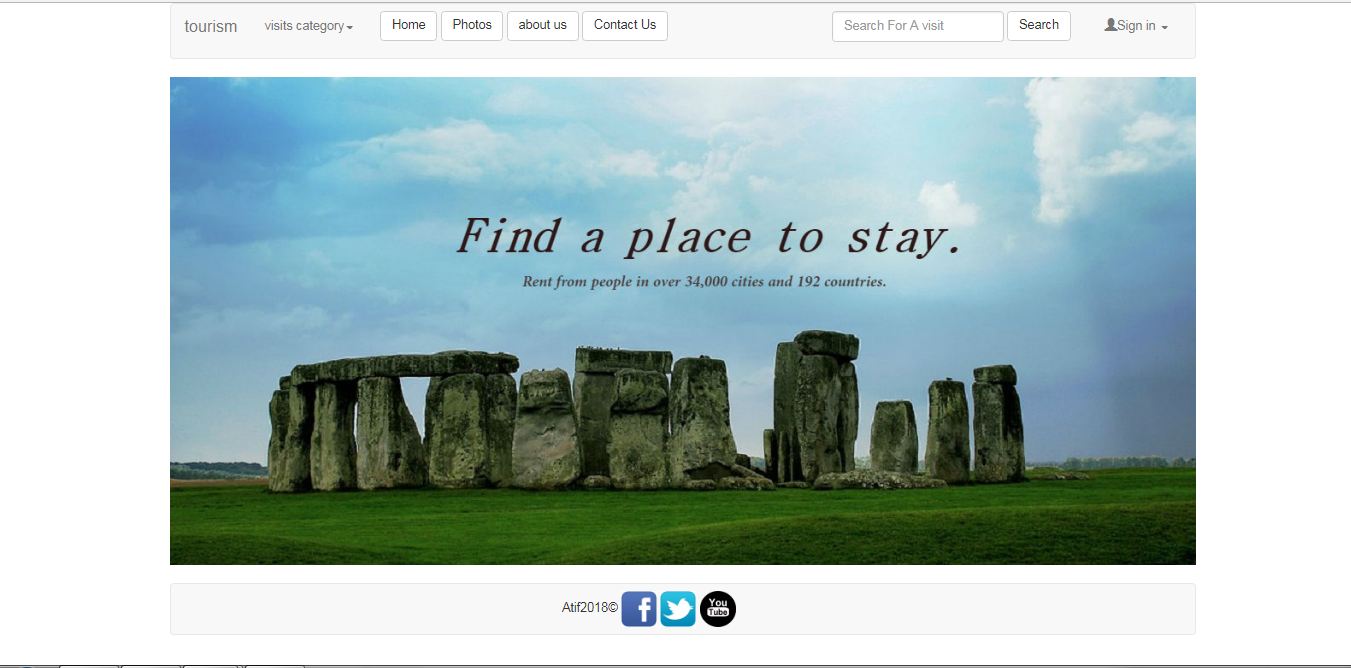 tourism visits category Home Photos about us Contact Us Search For A visit Search Sign in
Find a place to stay.
Rent from people in over 34,000 cities and 192 countries.
Atif2018© f You Tube